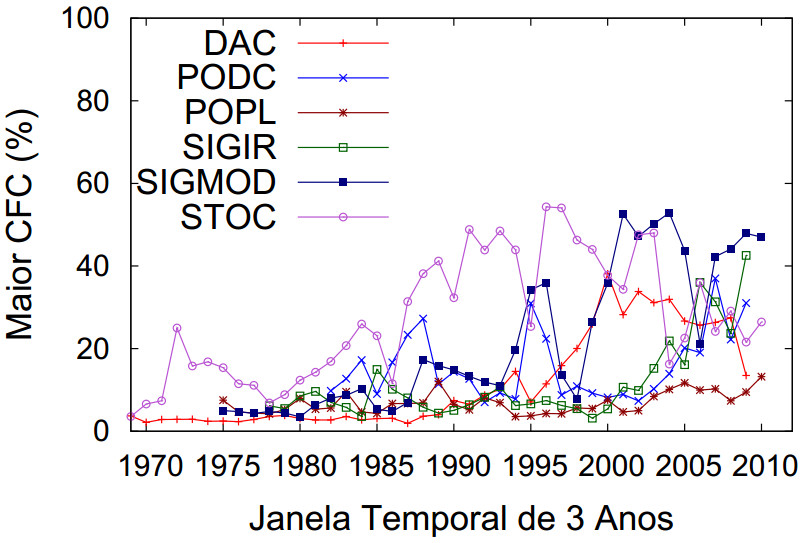 Maior CFC (%)
100
80
60
40
20
0
DAC
PODC
POPL
SIGIR
SIGMOD
STOC
1970 1975 1980 1985 1990 1995 2000 2005 2010
Janela Temporal de 3 Anos